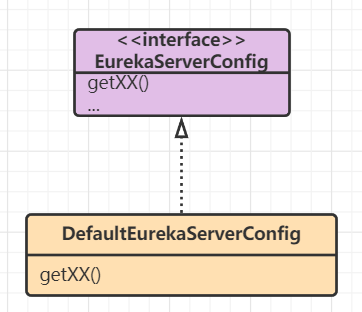 <<interface>>
EurekaServerConfig
getXX()
...
DefaultEurekaServerConfig
getXX()